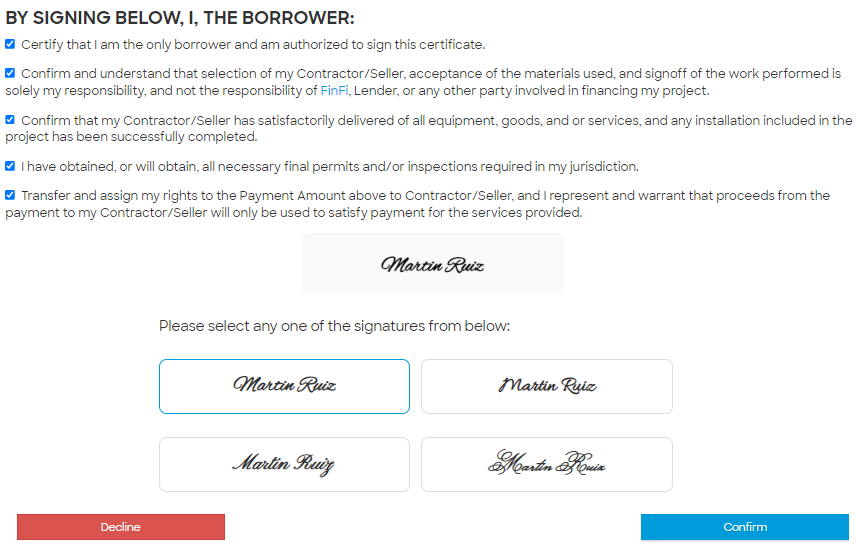 BY SIGNING BELOW, I, THE BORROWER:
Certify that I am the only borrower and am authorized to sign this certificate.
Confirm and understand that selection of my Contractor/Seller, acceptance of the materials used, and signoff of the work performed is
solely my responsibility, and not the responsibility of FinFi, Lender, or any other party involved in financing my project.
Confirm that my Contractor/Seller has satisfactorily delivered of all equipment, goods, and or services, and any installation included in the
project has been successfully completed.
I have obtained, or will obtain, all necessary final permits and/or inspections required in my jurisdiction.
Transfer and assign my rights to the Payment Amount above to Contractor/Seller, and I represent and warrant that proceeds from the
payment to my Contractor/Seller will only be used to satisfy payment for the services provided.
Martin Ruiz
Please select any one of the signatures from below:
Martin Ruiz Martin Ruiz
Martin Ruiz Martin Ruiz
Decline Confirm